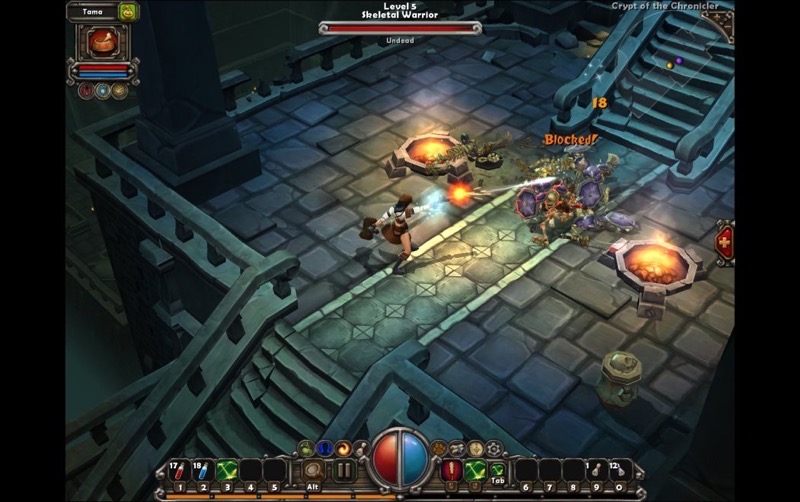 Tama
Level 5
Skeletal Warrior
Undead
Crypt of the Chronicler
18
Blocked!
17 18
1 2 3 4 5 Alt
Tab
1 12
6 7 8 9 0